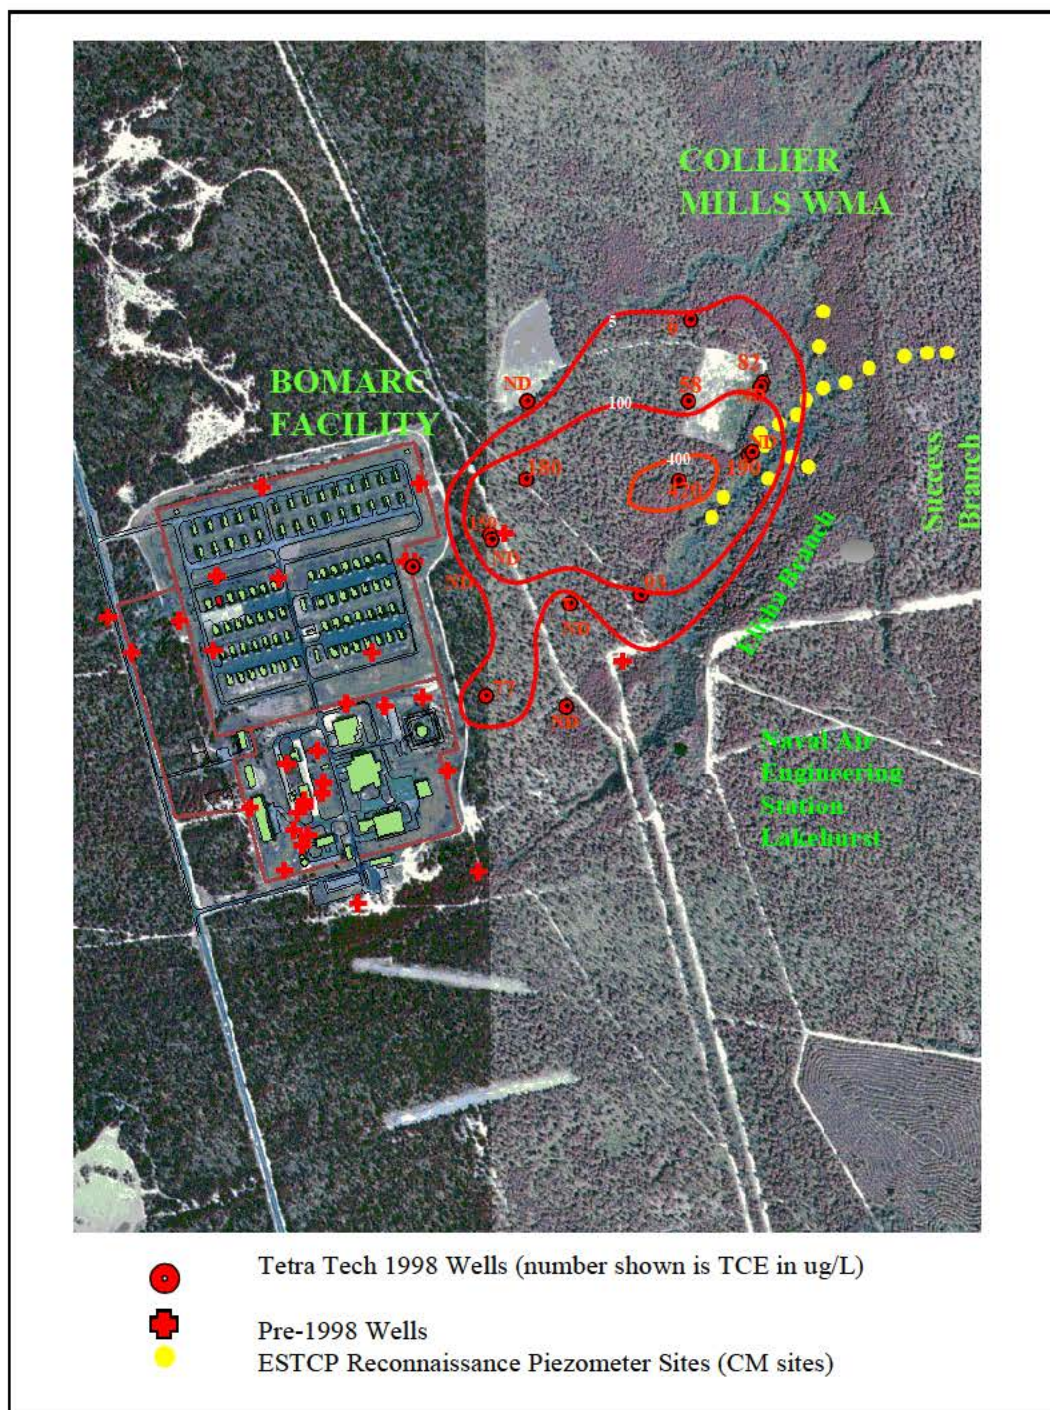 COLLIER
MILLS WMA
5
6
BOMARC
FACILITY
ND
82
58
100
ND
180
400
190
ND
ND
93
ND
77
ND
Success
Branch
Elisha Branch
Naval Air
Engineering
Station
Lakehurst
Tetra Tech 1998 Wells (number shown is TCE in ug/L)
Pre-1998 Wells
ESTCP Reconnaissance Piezometer Sites (CM sites)